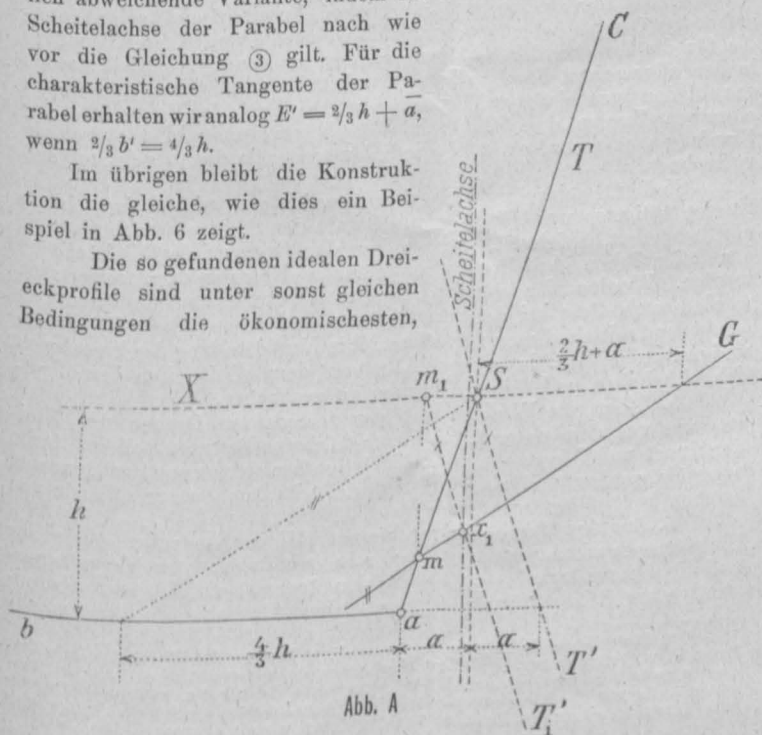 abweichende Variante,
Scheitelachse der Parabel nach wie
vor die Gleichung ③ gilt. Für die
charakteristische Tangente der Pa-
rabel erhalten wir analog E' = 2/3 h + a,
wenn 2/3 b' = 4/3 h.
Im übrigen bleibt die Konstruk-
tion die gleiche, wie dies ein Bei-
spiel in Abb. 6 zeigt.
Die so gefundenen idealen Drei-
eckprofile sind unter sonst gleichen
Bedingungen die ökonomischesten,
C
T
Scheitelachse
2/3 h+a
G
X
m₁
S
h
x₁
m
b
a
4/3 h
a
a
T'
T₁'
Abb. A